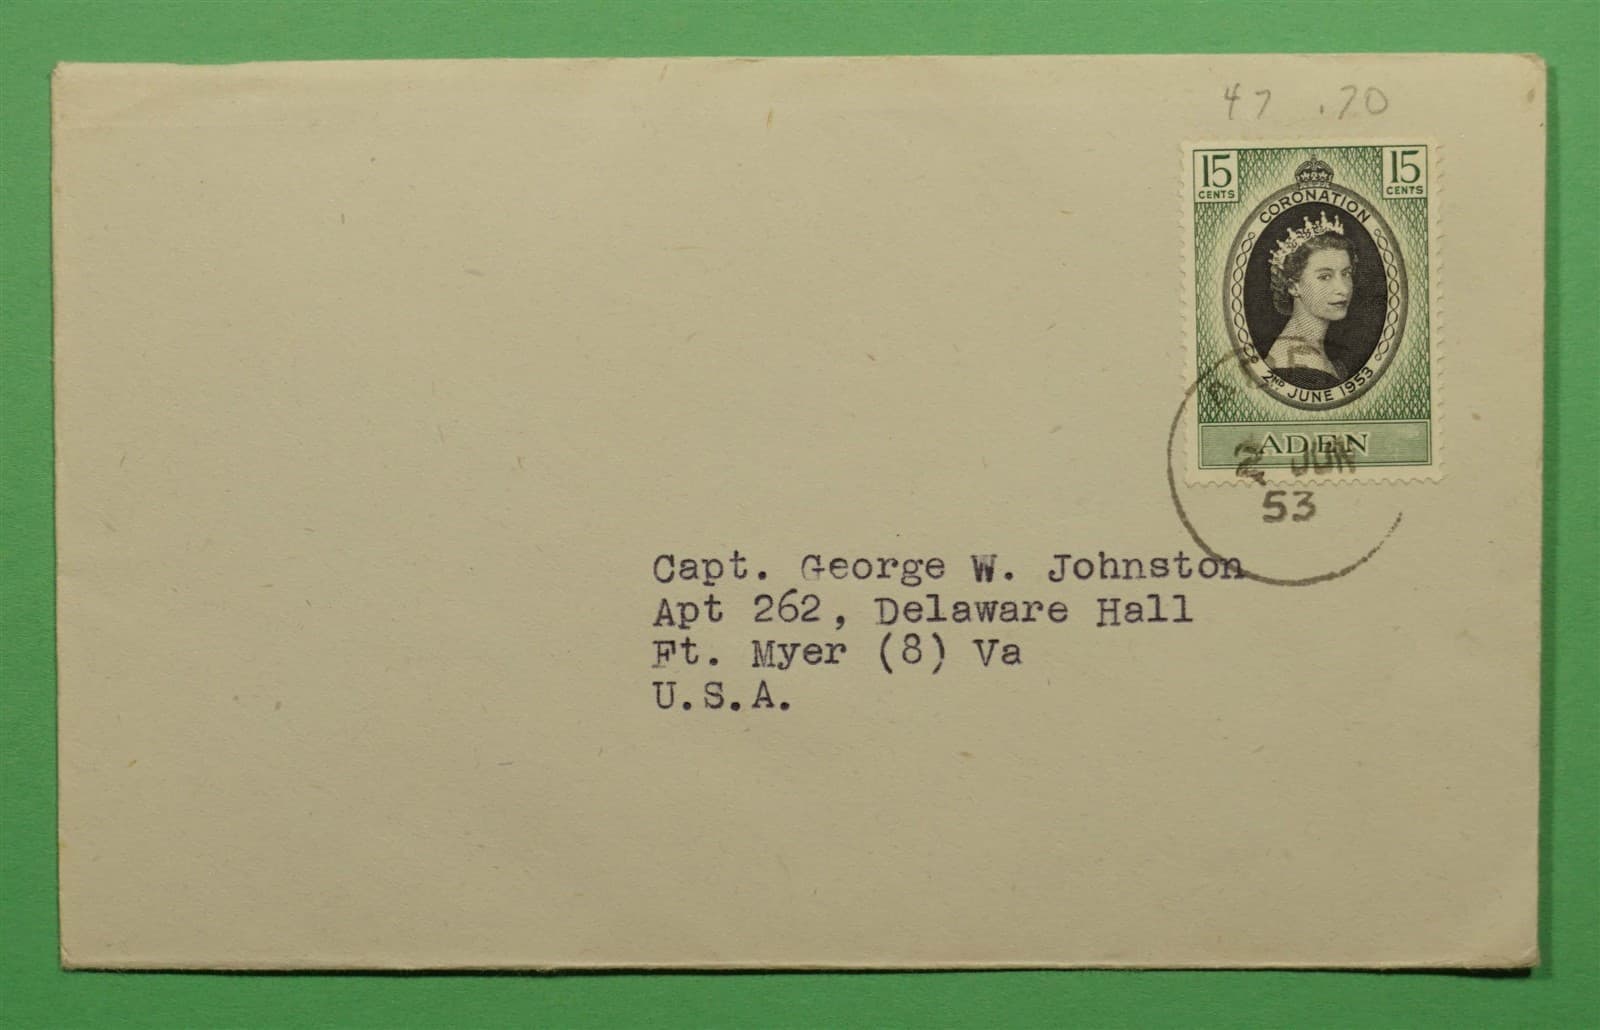 47 .70
15 CENTS 15 CENTS
CORONATION
2ND JUNE 1953
ADEN
2 JUN
53
Capt. George W. Johnston
Apt 262, Delaware Hall
Ft. Myer (8) Va
U.S.A.